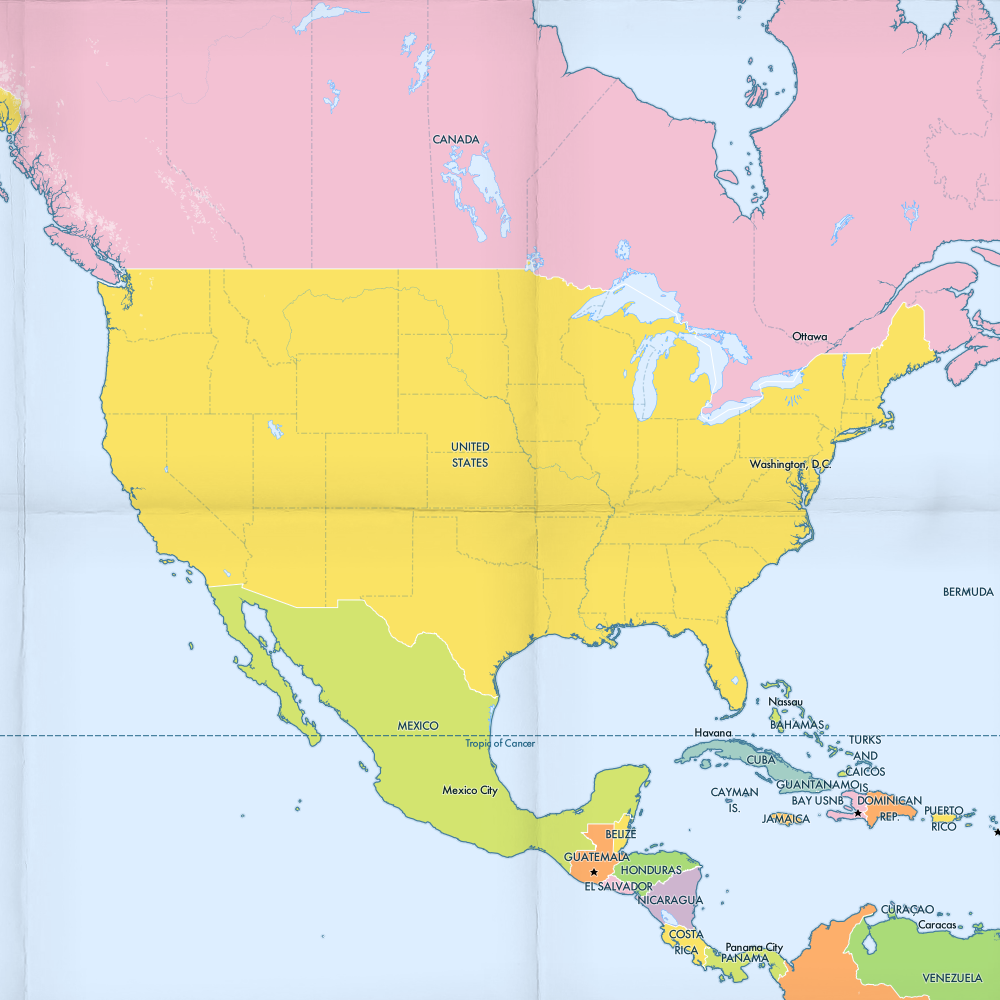 CANADA
Ottawa
UNITED
STATES
Washington, D.C.
BERMUDA
Nassau
BAHAMAS
MEXICO
Havana
Tropic of Cancer
TURKS
AND
CAICOS
IS.
CUBA
GUANTANAMO
BAY USNB
Mexico City
CAYMAN
IS.
DOMINICAN
REP.
JAMAICA
PUERTO
RICO
BELIZE
GUATEMALA
HONDURAS
EL SALVADOR
NICARAGUA
CURAÇAO
Caracas
COSTA
RICA
Panama City
PANAMA
VENEZUELA